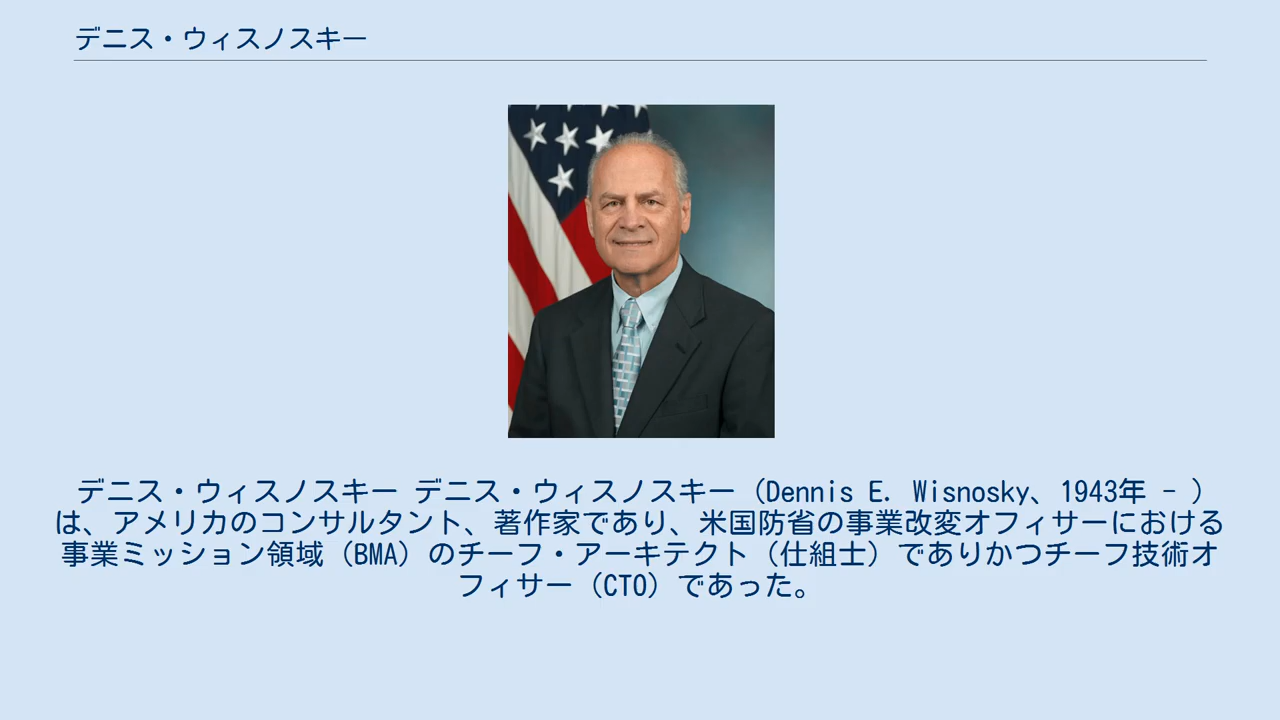 デニス・ウィスノスキー
デニス・ウィスノスキー デニス・ウィスノスキー（Dennis E. Wisnosky、1943年 - ）
は、アメリカのコンサルタント、著作家であり、米国防省の事業改変オフィサーにおける
事業ミッション領域（BMA）のチーフ・アーキテクト（仕組士）でありかつチーフ技術オ
フィサー（CTO）であった。